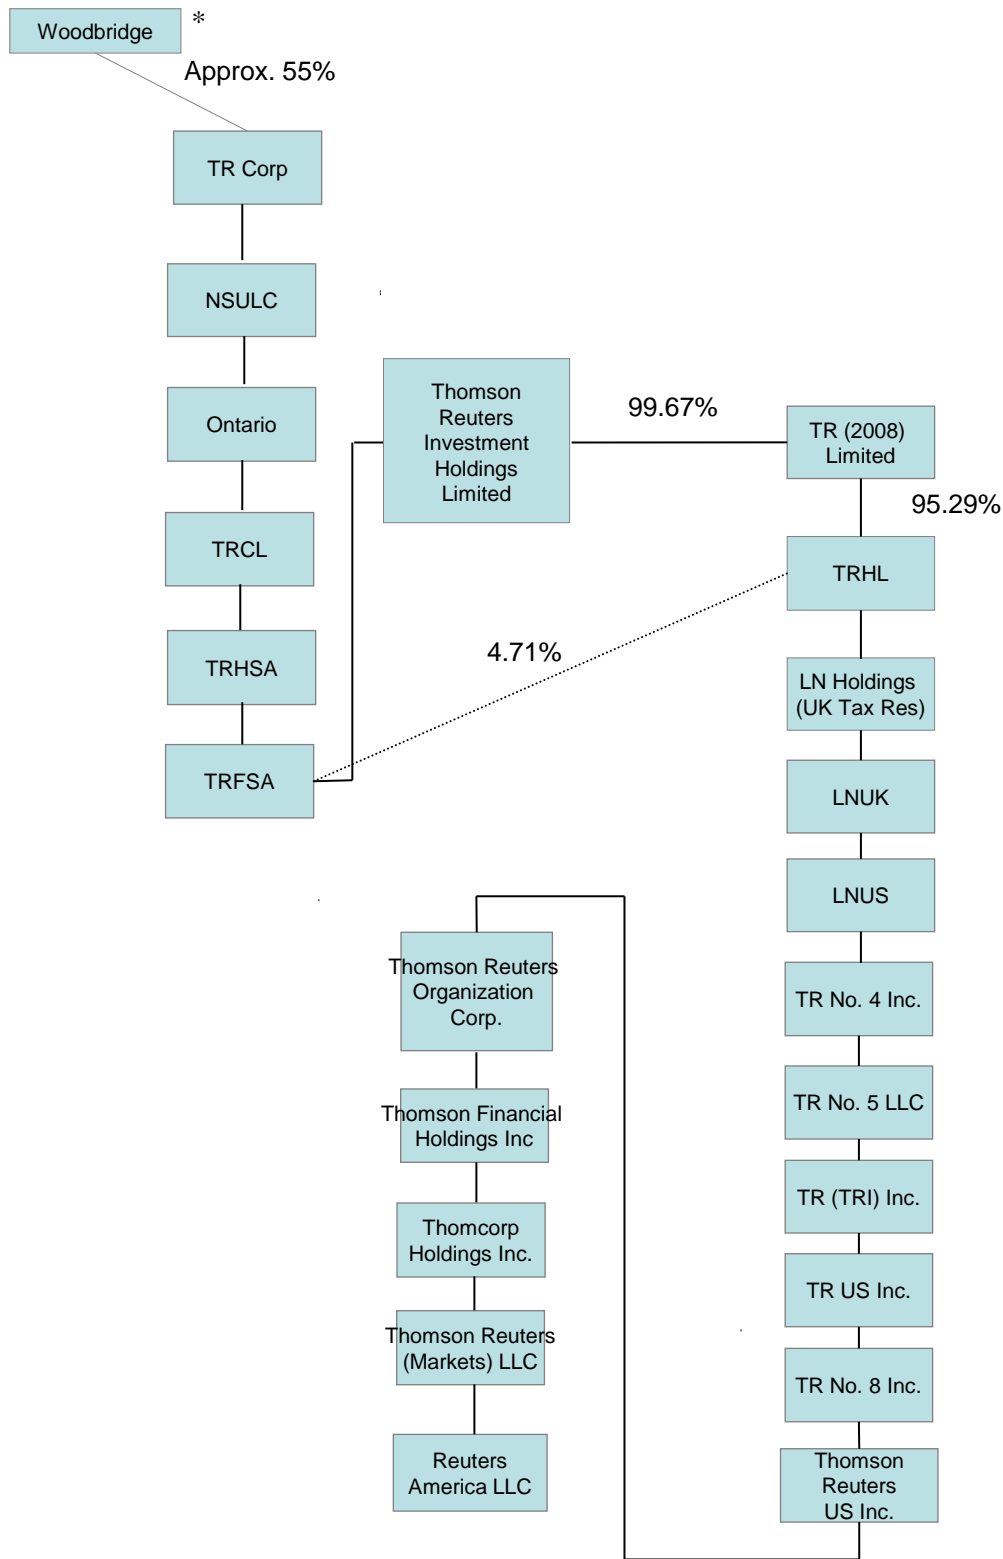 Woodbridge
*
Approx. 55%
TR Corp
NSULC
Ontario
TRCL
TRHSA
TRFSA
Thomson
Reuters
Investment
Holdings
Limited
99.67%
TR (2008)
Limited
95.29%
TRHL
4.71%
LN Holdings
(UK Tax Res)
LNUK
LNUS
TR No. 4 Inc.
TR No. 5 LLC
TR (TRI) Inc.
TR US Inc.
TR No. 8 Inc.
Thomson
Reuters
US Inc.
Thomson Reuters
Organization
Corp.
Thomson Financial
Holdings Inc
Thomcorp
Holdings Inc.
Thomson Reuters
(Markets) LLC
Reuters
America LLC